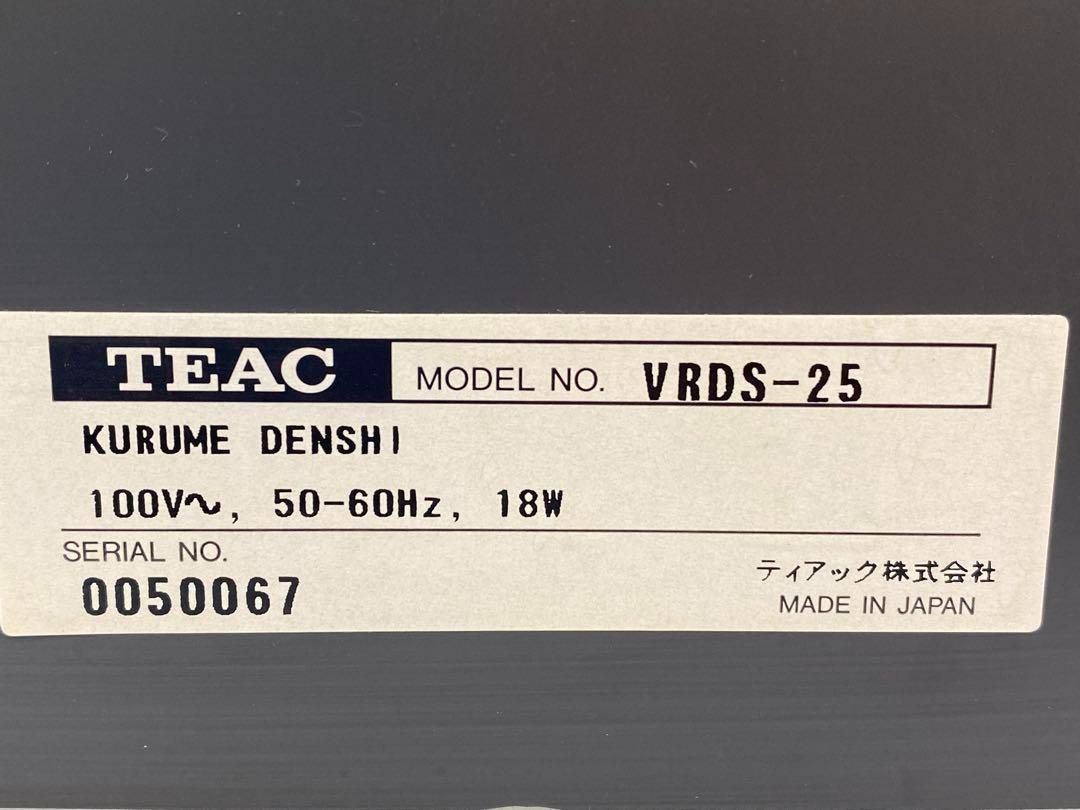 TEAC MODEL NO. VRDS-25
KURUME DENSHI
100V~, 50-60Hz, 18W
SERIAL NO.
0050067
ティアック株式会社
MADE IN JAPAN